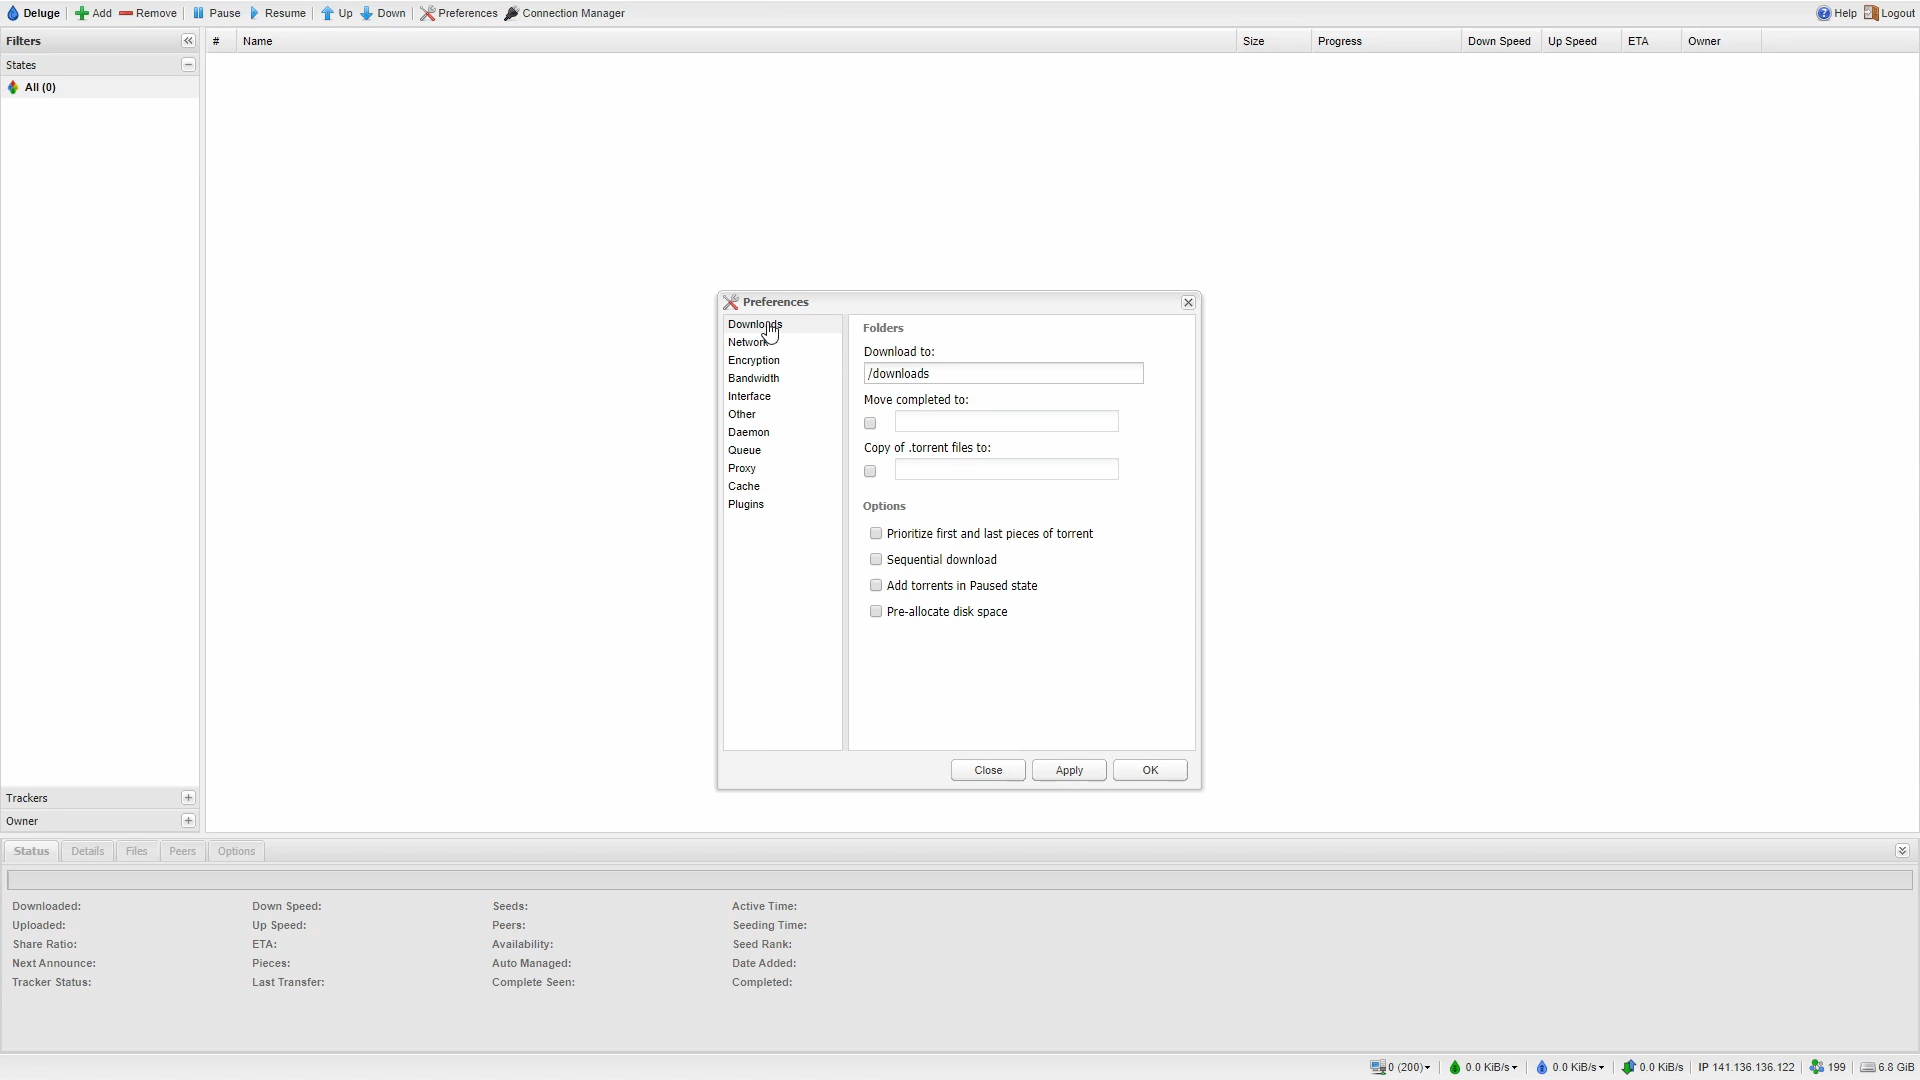 Deluge Add Remove Pause Resume Up Down Preferences Connection Manager Help Logout
Filters # Name Size Progress Down Speed Up Speed ETA Owner
States
All (0)
Preferences
Downloads
Network
Encryption
Bandwidth
Interface
Other
Daemon
Queue
Proxy
Cache
Plugins
Folders
Download to:
/downloads
Move completed to:
Copy of .torrent files to:
Options
Prioritize first and last pieces of torrent
Sequential download
Add torrents in Paused state
Pre-allocate disk space
Close Apply OK
Trackers
Owner
Status Details Files Peers Options
Downloaded: Down Speed: Seeds: Active Time:
Uploaded: Up Speed: Peers: Seeding Time:
Share Ratio: ETA: Availability: Seed Rank:
Next Announce: Pieces: Auto Managed: Date Added:
Tracker Status: Last Transfer: Complete Seen: Completed:
0 (200) 0.0 KiB/s 0.0 KiB/s 0.0 KiB/s IP 141.136.136.122 199 6.8 GiB